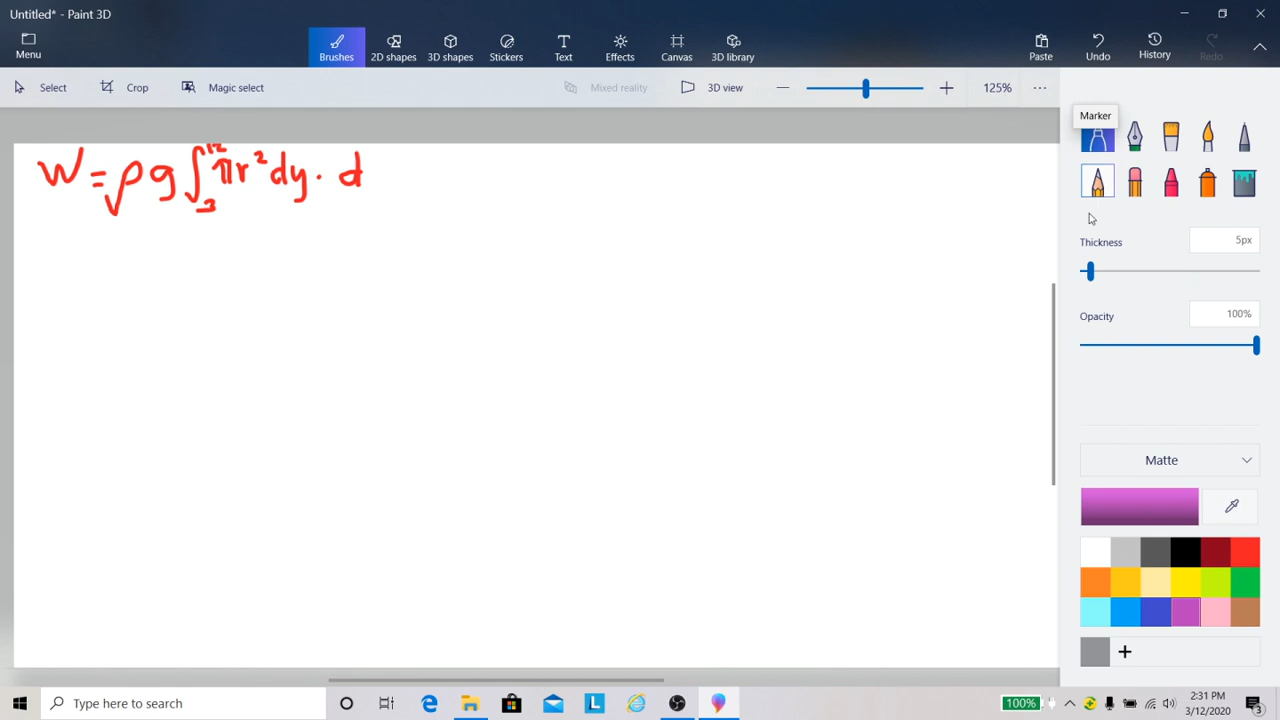 Untitled* - Paint 3D
Menu
Brushes
2D shapes
3D shapes
Stickers
Text
Effects
Canvas
3D library
Paste
Undo
History
Redo
Select
Crop
Magic select
Mixed reality
3D view
125%
Marker
W = ρg ∫₃¹² πr² dy · d
Thickness
5px
Opacity
100%
Matte
Type here to search
L
100%
2:31 PM
3/12/2020
3